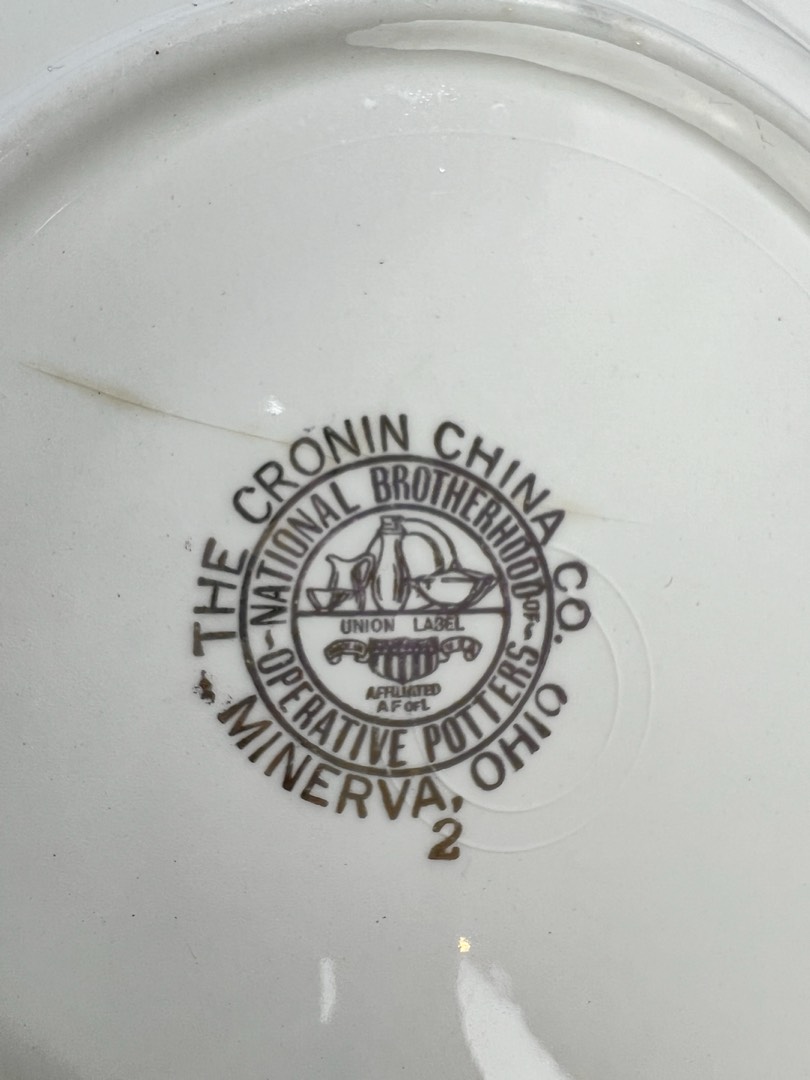 THE CRONIN CHINA CO.
NATIONAL BROTHERHOOD OF
OPERATIVE POTTERS
UNION LABEL
AFFILIATED
A F OF L
MINERVA, OHIO
2